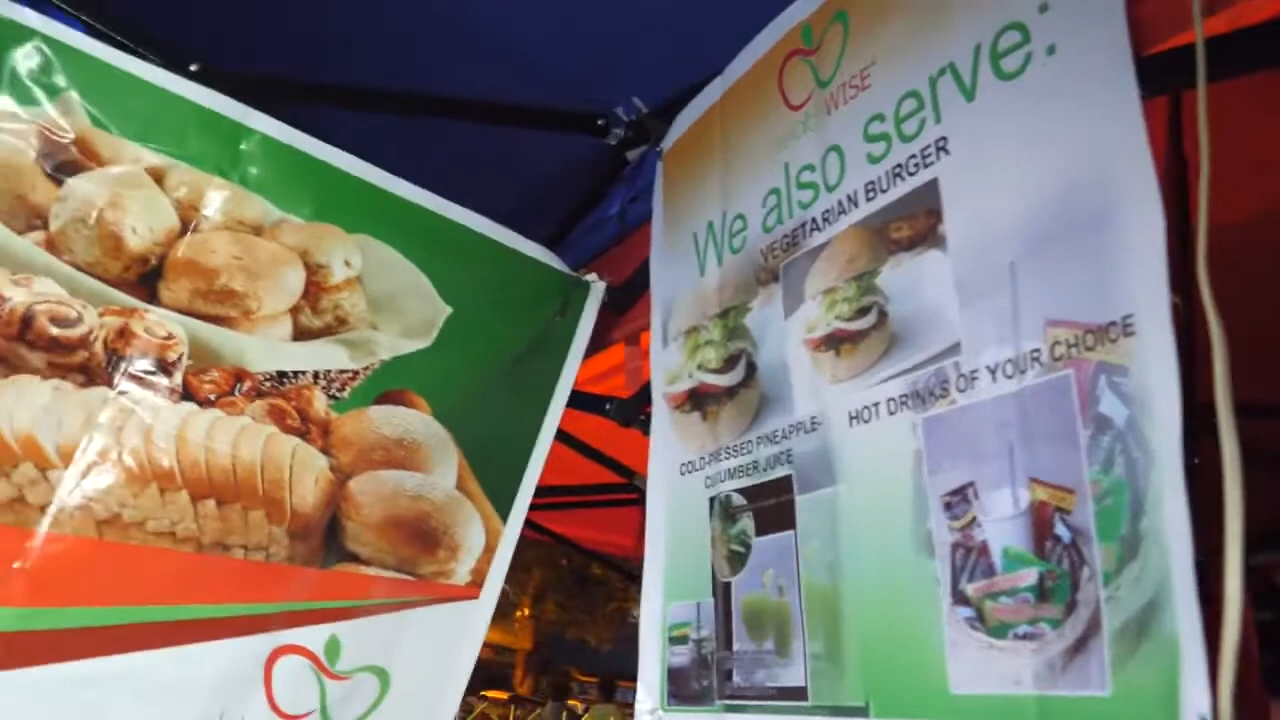 WISE
We also serve:
VEGETARIAN BURGER
HOT DRINKS OF YOUR CHOICE
COLD-PRESSED PINEAPPLE-
CUCUMBER JUICE